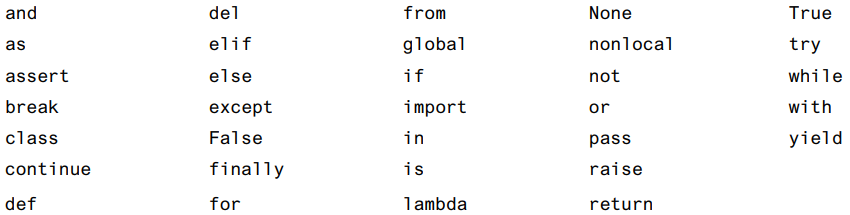 and del from None True
as elif global nonlocal try
assert else if not while
break except import or with
class False in pass yield
continue finally is raise
def for lambda return